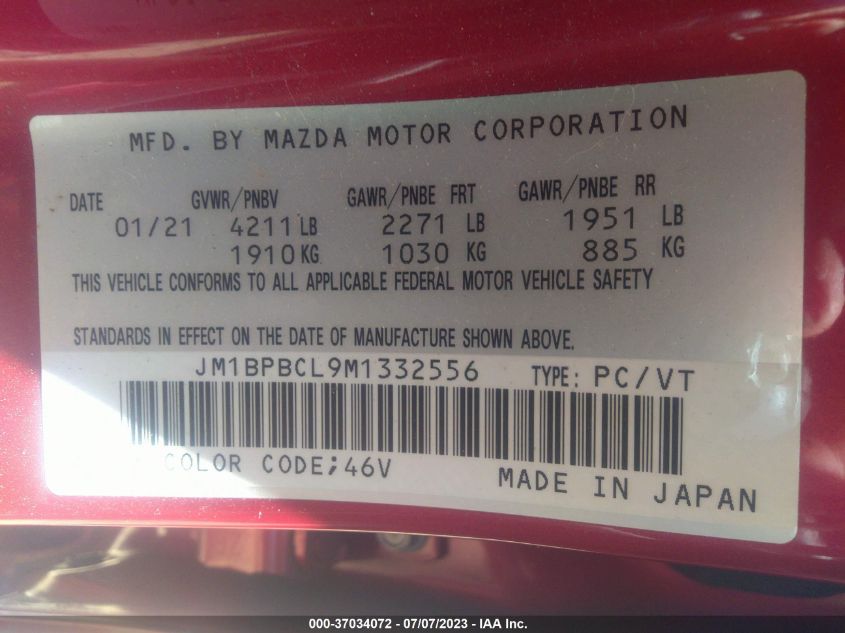 MFD. BY MAZDA MOTOR CORPORATION
DATE GVWR/PNBV GAWR/PNBE FRT GAWR/PNBE RR
01/21 4211 LB 2271 LB 1951 LB
1910 KG 1030 KG 885 KG
THIS VEHICLE CONFORMS TO ALL APPLICABLE FEDERAL MOTOR VEHICLE SAFETY
STANDARDS IN EFFECT ON THE DATE OF MANUFACTURE SHOWN ABOVE.
JM1BPBCL9M1332556 TYPE: PC/VT
COLOR CODE;46V MADE IN JAPAN
000-37034072 - 07/07/2023 - IAA Inc.